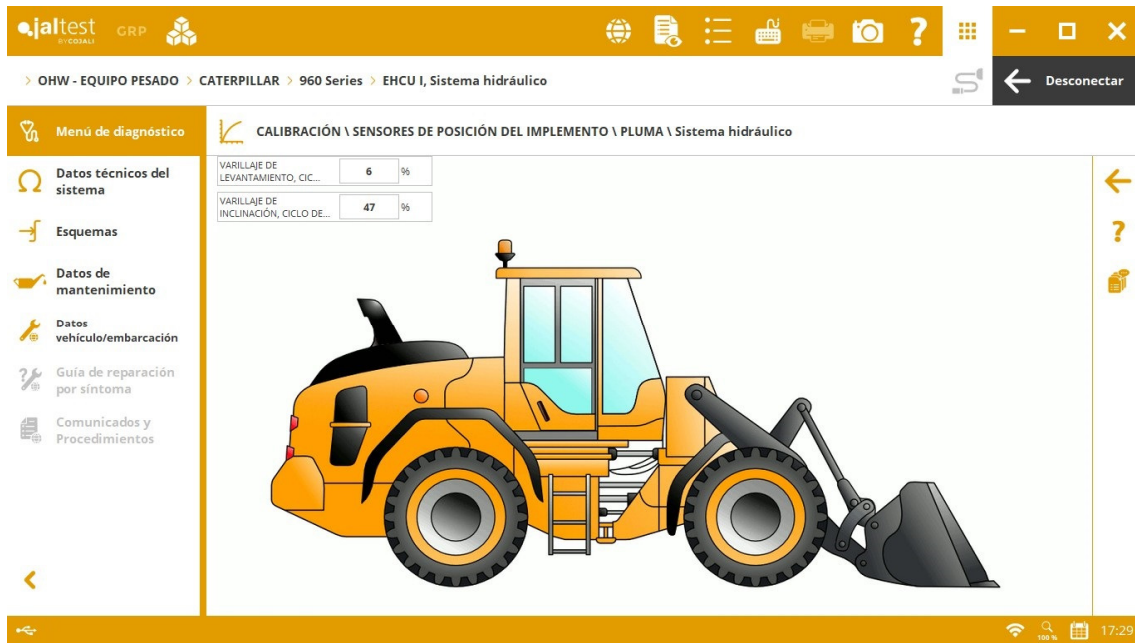 jaltest GRP
BY COJALI
?
> OHW - EQUIPO PESADO > CATERPILLAR > 960 Series > EHCU I, Sistema hidráulico
Desconectar
Menú de diagnóstico
CALIBRACIÓN \ SENSORES DE POSICIÓN DEL IMPLEMENTO \ PLUMA \ Sistema hidráulico
Datos técnicos del
sistema
Esquemas
Datos de
mantenimiento
Datos
vehículo/embarcación
Guía de reparación
por síntoma
Comunicados y
Procedimientos
VARILLAJE DE
LEVANTAMIENTO, CIC...
6 %
VARILLAJE DE
INCLINACIÓN, CICLO DE...
47 %
?
100 %
17:29